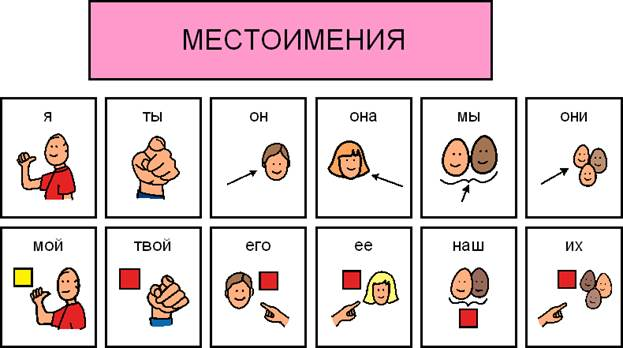 МЕСТОИМЕНИЯ
я ты он она мы они
мой твой его ее наш их